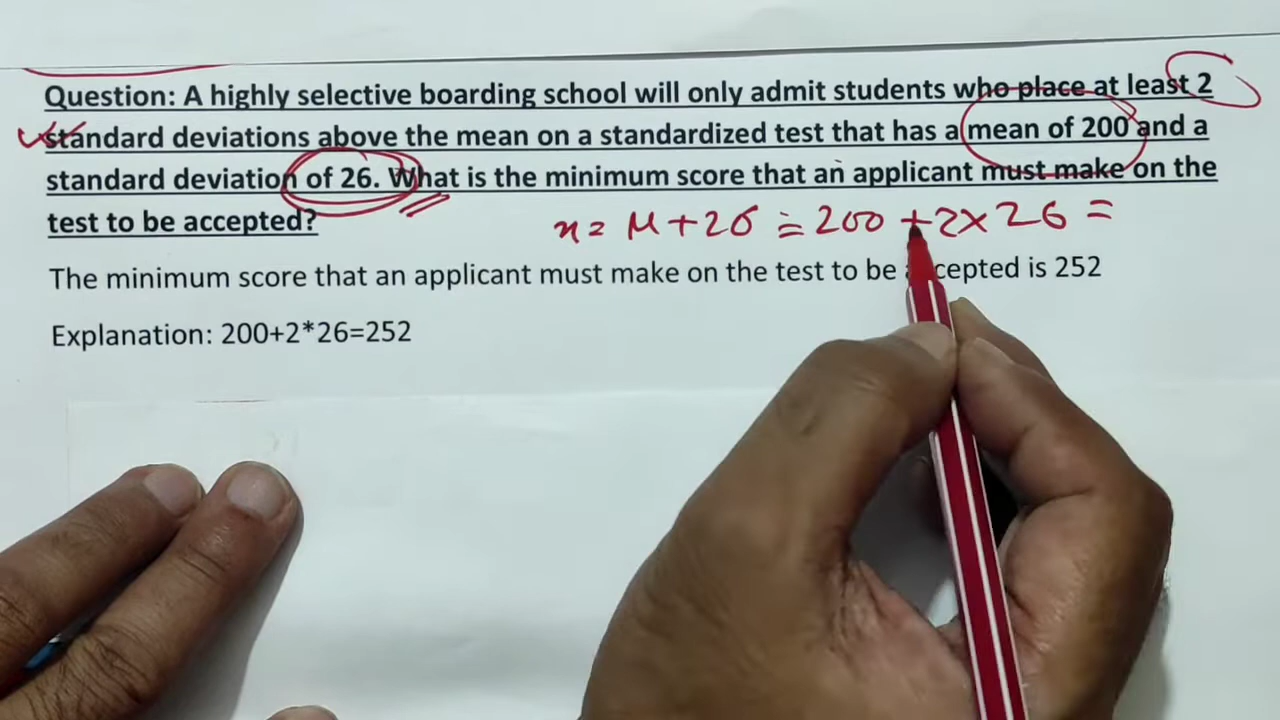 Question: A highly selective boarding school will only admit students who place at least 2
standard deviations above the mean on a standardized test that has a mean of 200 and a
standard deviation of 26. What is the minimum score that an applicant must make on the
test to be accepted?
x = μ + 2σ = 200 + 2 x 26 =
The minimum score that an applicant must make on the test to be accepted is 252
Explanation: 200+2*26=252